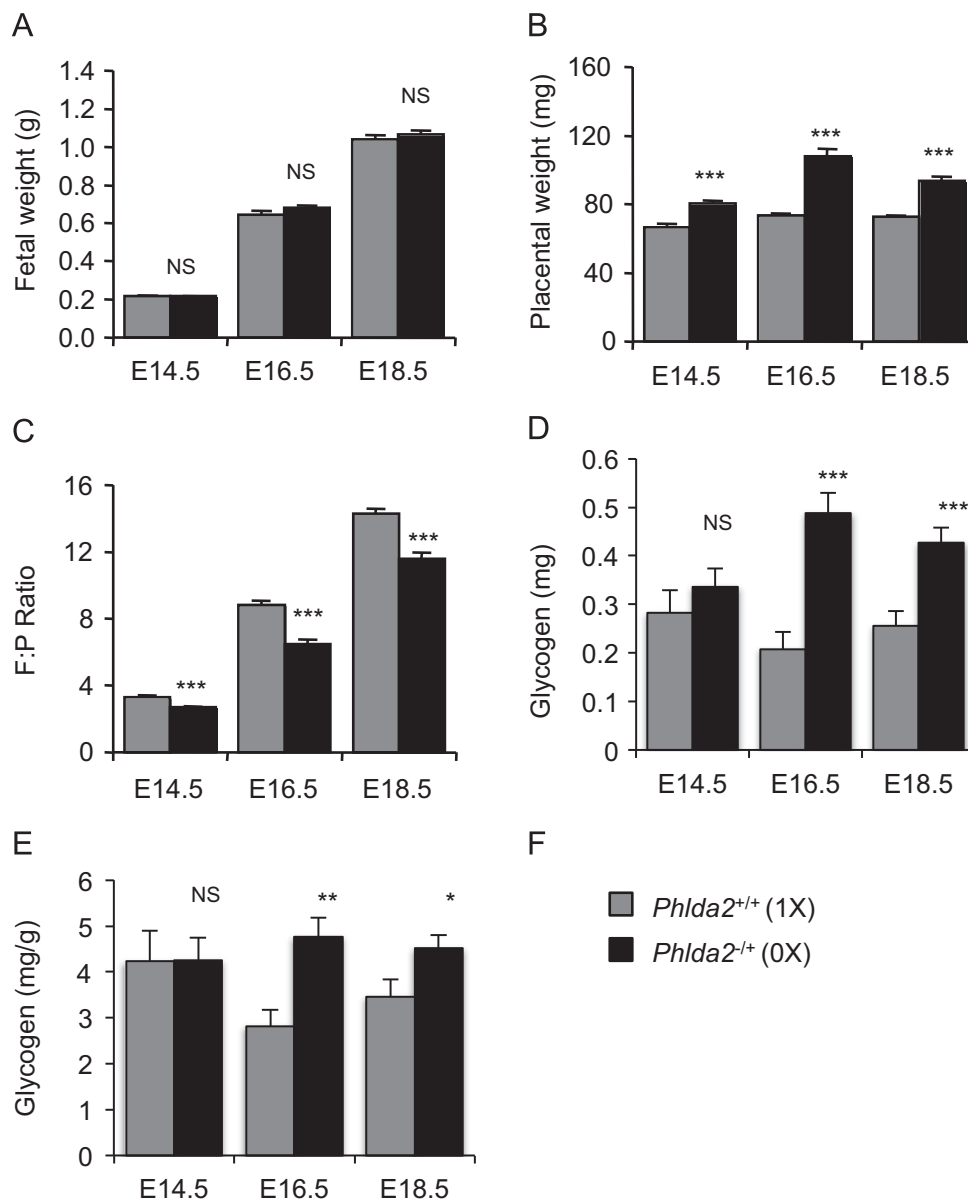 A
Fetal weight (g)
1.4
1.2
1.0
0.8
0.6
0.4
0.2
0.0
NS
NS
NS
E14.5 E16.5 E18.5
B
Placental weight (mg)
160
120
80
40
0
***
***
***
E14.5 E16.5 E18.5
C
F:P Ratio
16
12
8
4
0
***
***
***
E14.5 E16.5 E18.5
D
Glycogen (mg)
0.6
0.5
0.4
0.3
0.2
0.1
0
NS
***
***
E14.5 E16.5 E18.5
E
Glycogen (mg/g)
6
5
4
3
2
1
0
NS
**
*
E14.5 E16.5 E18.5
F
Phlda2+/+ (1X)
Phlda2-/+ (0X)